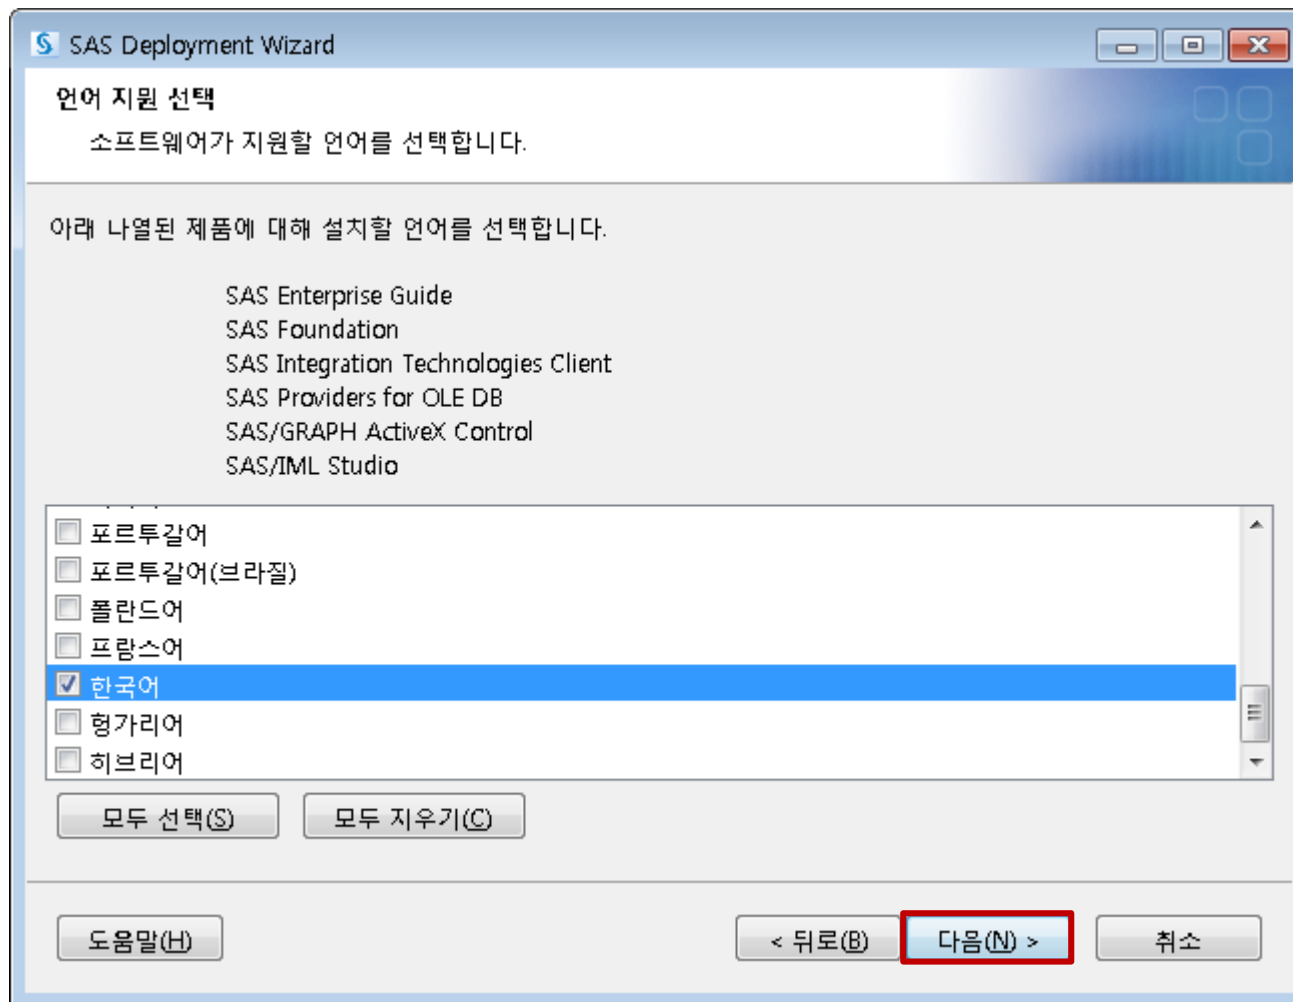 SAS Deployment Wizard
언어 지원 선택
소프트웨어가 지원할 언어를 선택합니다.
아래 나열된 제품에 대해 설치할 언어를 선택합니다.
SAS Enterprise Guide
SAS Foundation
SAS Integration Technologies Client
SAS Providers for OLE DB
SAS/GRAPH ActiveX Control
SAS/IML Studio
포르투갈어
포르투갈어(브라질)
폴란드어
프랑스어
한국어
헝가리어
히브리어
모두 선택(S)
모두 지우기(C)
도움말(H)
< 뒤로(B)
다음(N) >
취소